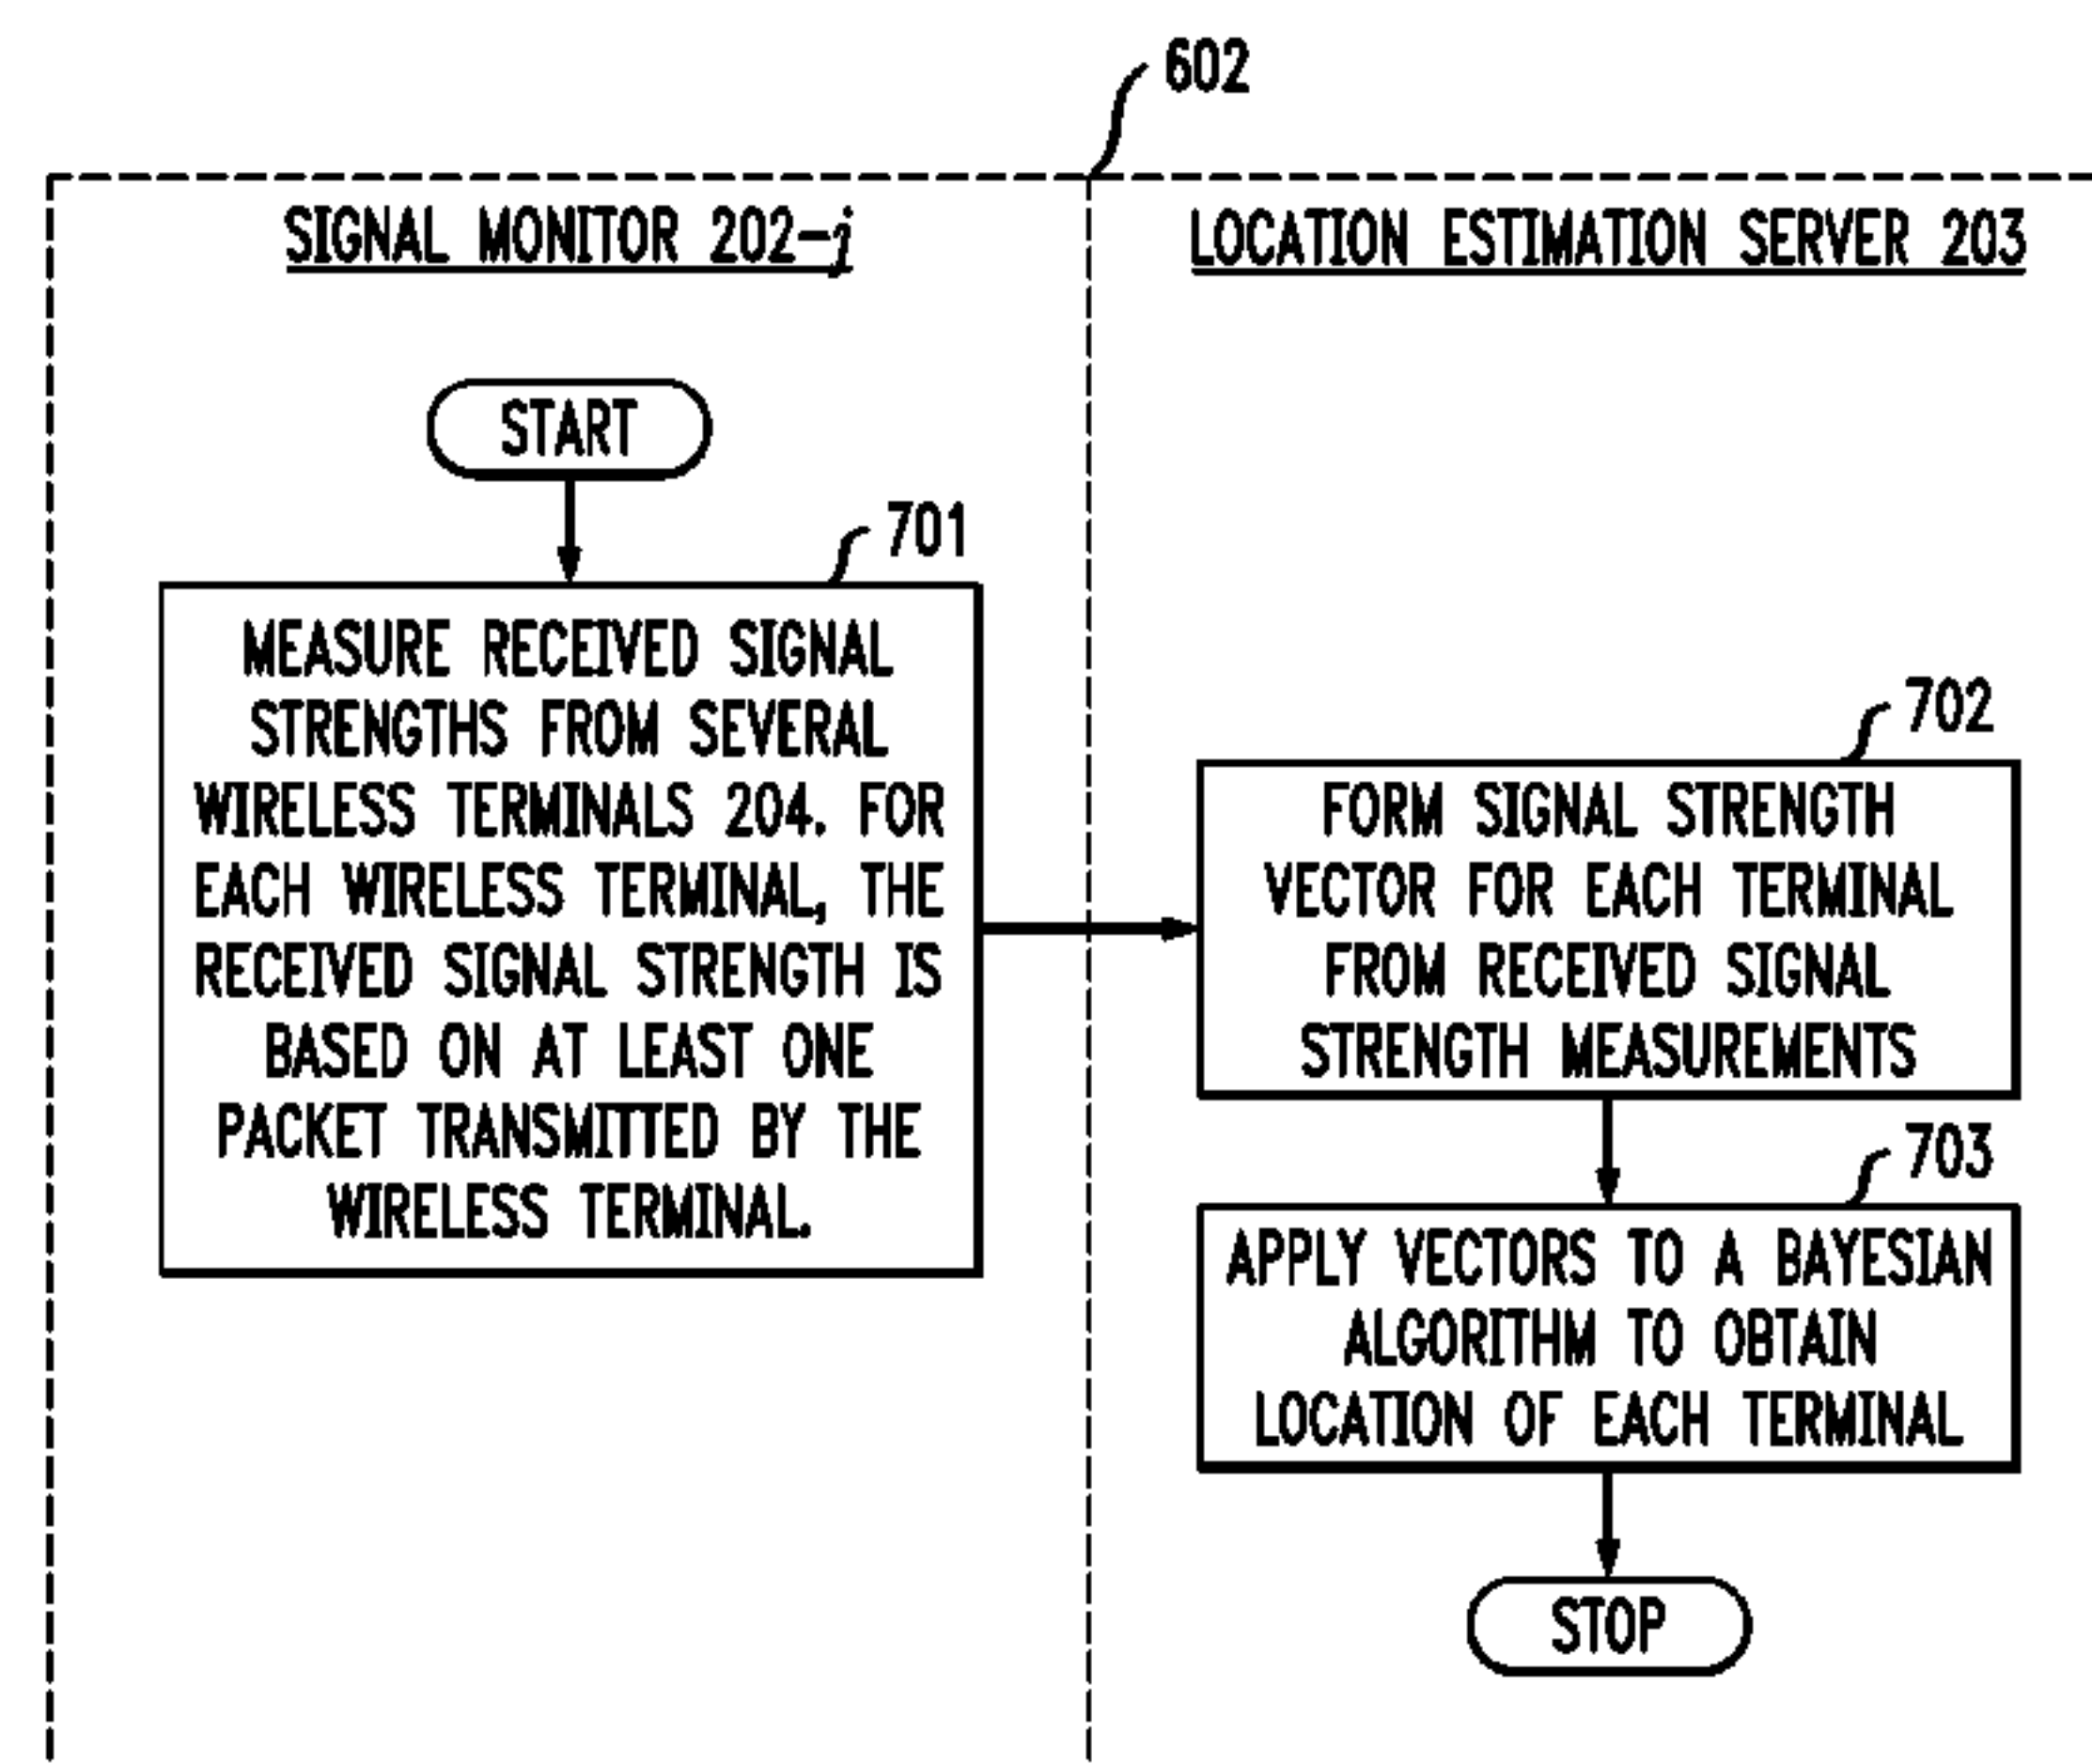 602
SIGNAL MONITOR 202-j
LOCATION ESTIMATION SERVER 203
START
701
MEASURE RECEIVED SIGNAL
STRENGTHS FROM SEVERAL
WIRELESS TERMINALS 204. FOR
EACH WIRELESS TERMINAL, THE
RECEIVED SIGNAL STRENGTH IS
BASED ON AT LEAST ONE
PACKET TRANSMITTED BY THE
WIRELESS TERMINAL.
702
FORM SIGNAL STRENGTH
VECTOR FOR EACH TERMINAL
FROM RECEIVED SIGNAL
STRENGTH MEASUREMENTS
703
APPLY VECTORS TO A BAYESIAN
ALGORITHM TO OBTAIN
LOCATION OF EACH TERMINAL
STOP